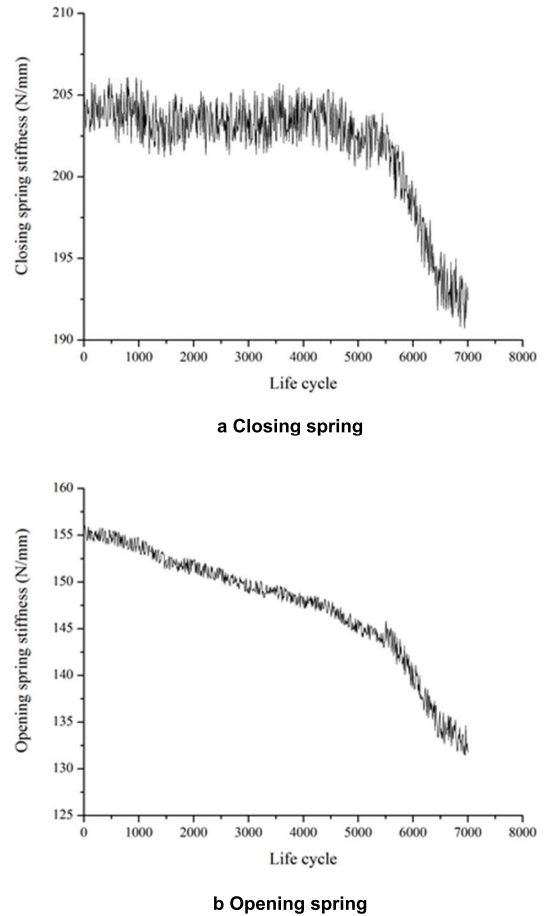 210
205
200
195
190
Closing spring stiffness (N/mm)
0 1000 2000 3000 4000 5000 6000 7000 8000
Life cycle
a Closing spring
160
155
150
145
140
135
130
125
Opening spring stiffness (N/mm)
0 1000 2000 3000 4000 5000 6000 7000 8000
Life cycle
b Opening spring